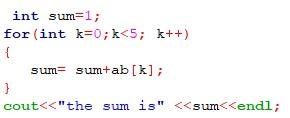 int sum=1;
for(int k=0;k<5; k++)
{
sum= sum+ab[k];
}
cout<<"the sum is" <<sum<<endl;